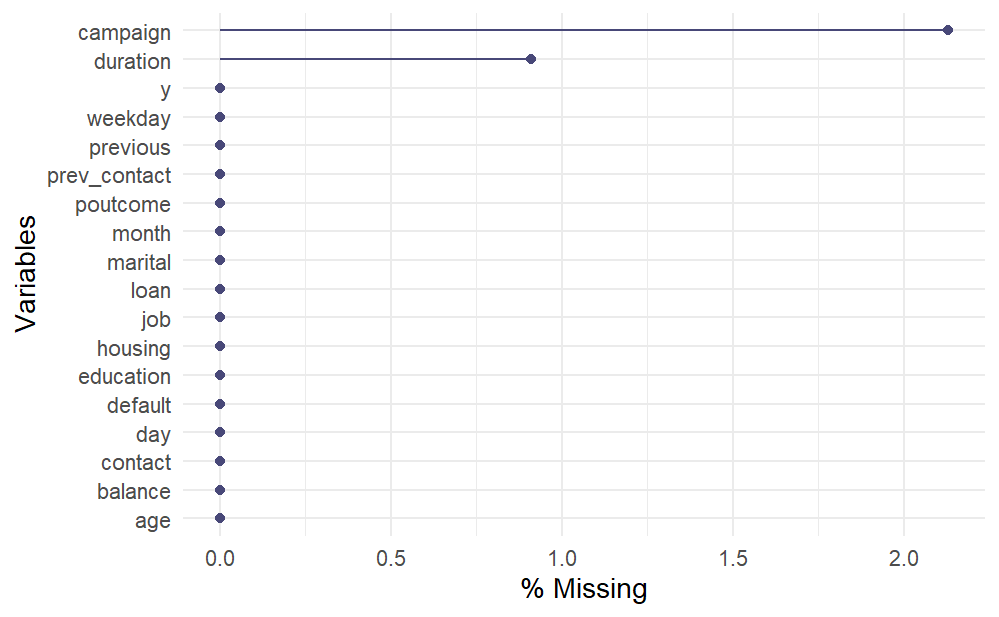 campaign
duration
y
weekday
previous
prev_contact
poutcome
month
marital
loan
job
housing
education
default
day
contact
balance
age
Variables
0.0 0.5 1.0 1.5 2.0
% Missing